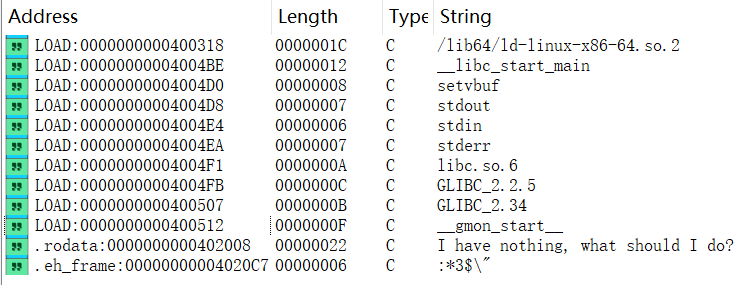 Address Length Type String
LOAD:0000000000400318 0000001C C /lib64/ld-linux-x86-64.so.2
LOAD:00000000004004BE 00000012 C __libc_start_main
LOAD:00000000004004D0 00000008 C setvbuf
LOAD:00000000004004D8 00000007 C stdout
LOAD:00000000004004E4 00000006 C stdin
LOAD:00000000004004EA 00000007 C stderr
LOAD:00000000004004F1 0000000A C libc.so.6
LOAD:00000000004004FB 0000000C C GLIBC_2.2.5
LOAD:0000000000400507 0000000B C GLIBC_2.34
LOAD:0000000000400512 0000000F C __gmon_start__
.rodata:0000000000402008 00000022 C I have nothing, what should I do?
.eh_frame:00000000004020C7 00000006 C :*3$\"